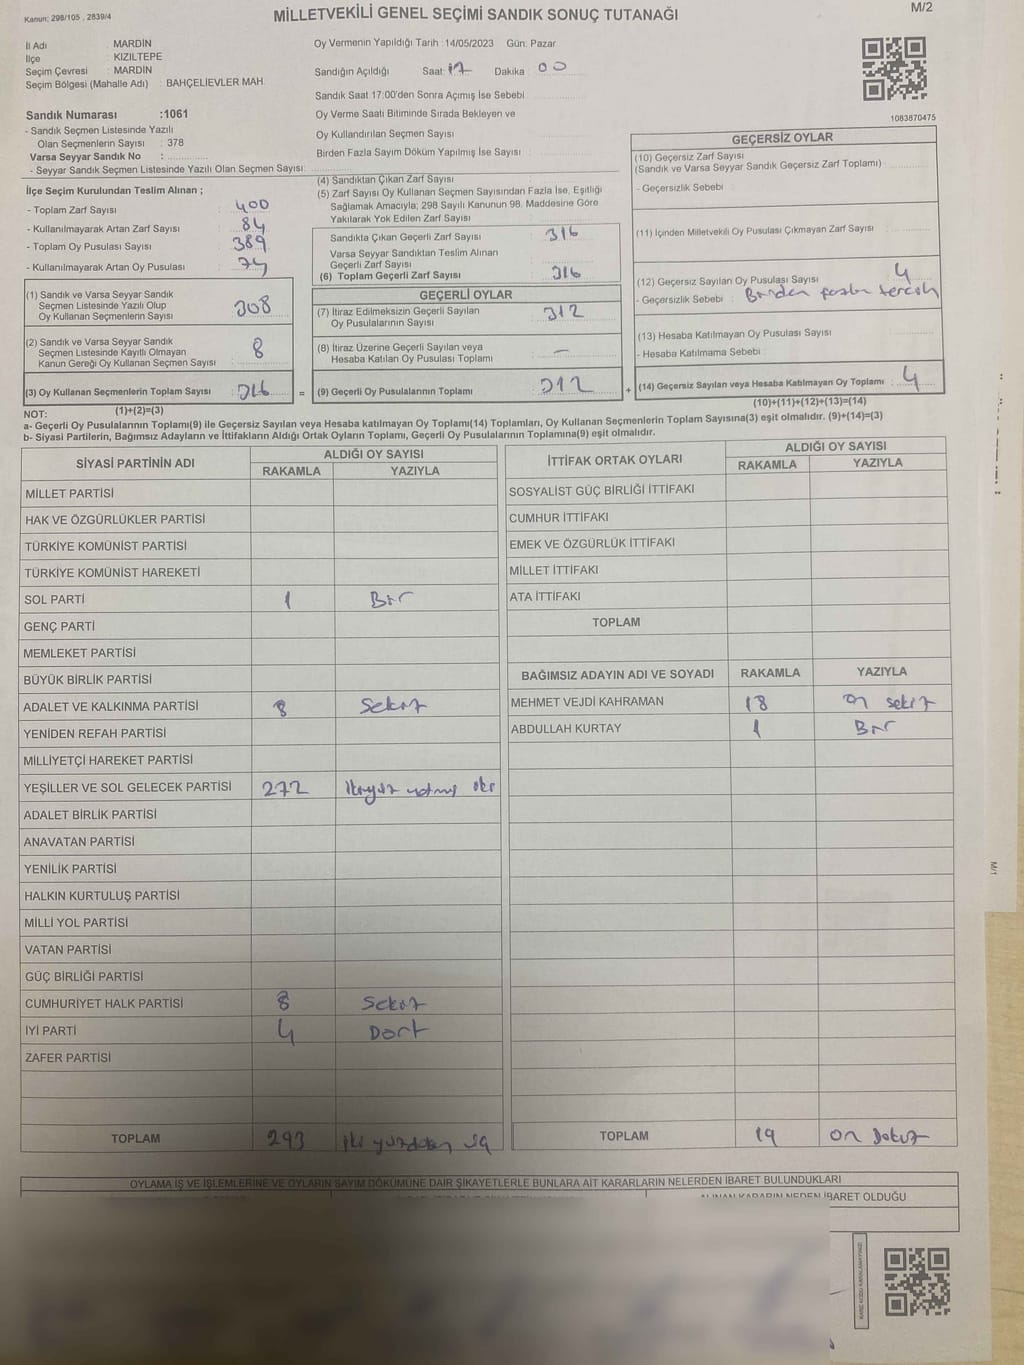 Kanun: 298/105 , 2839/4
MİLLETVEKİLİ GENEL SEÇİMİ SANDIK SONUÇ TUTANAĞI
M/2
İl Adı : MARDİN
İlçe : KIZILTEPE
Seçim Çevresi : MARDİN
Seçim Bölgesi (Mahalle Adı) : BAHÇELİEVLER MAH.
Oy Vermenin Yapıldığı Tarih :14/05/2023 Gün: Pazar
Sandığın Açıldığı Saat: 17 Dakika : 00
Sandık Saat 17:00'den Sonra Açımış İse Sebebi
Oy Verme Saati Bitiminde Sırada Bekleyen ve
Oy Kullandırılan Seçmen Sayısı
Birden Fazla Sayım Döküm Yapılmış İse Sayısı
1083870475
Sandık Numarası :1061
- Sandık Seçmen Listesinde Yazılı
Olan Seçmenlerin Sayısı : 378
Varsa Seyyar Sandık No :
- Seyyar Sandık Seçmen Listesinde Yazılı Olan Seçmen Sayısı:
İlçe Seçim Kurulundan Teslim Alınan ;
- Toplam Zarf Sayısı : 400
- Kullanılmayarak Artan Zarf Sayısı : 84
- Toplam Oy Pusulası Sayısı : 389
- Kullanılmayarak Artan Oy Pusulası : 74
(1) Sandık ve Varsa Seyyar Sandık
Seçmen Listesinde Yazılı Olup
Oy Kullanan Seçmenlerin Sayısı : 308
(2) Sandık ve Varsa Seyyar Sandık
Seçmen Listesinde Kayıtlı Olmayan
Kanun Gereği Oy Kullanan Seçmen Sayısı : 8
(3) Oy Kullanan Seçmenlerin Toplam Sayısı : 316 =
(1)+(2)=(3)
(4) Sandıktan Çıkan Zarf Sayısı
(5) Zarf Sayısı Oy Kullanan Seçmen Sayısından Fazla İse, Eşitliği
Sağlamak Amacıyla; 298 Sayılı Kanunun 98. Maddesine Göre
Yakılarak Yok Edilen Zarf Sayısı
Sandıkta Çıkan Geçerli Zarf Sayısı : 316
Varsa Seyyar Sandıktan Teslim Alınan
Geçerli Zarf Sayısı
(6) Toplam Geçerli Zarf Sayısı : 316
GEÇERLİ OYLAR
(7) İtiraz Edilmeksizin Geçerli Sayılan
Oy Pusulalarının Sayısı : 312
(8) İtiraz Üzerine Geçerli Sayılan veya
Hesaba Katılan Oy Pusulası Toplamı : —
(9) Geçerli Oy Pusulalarının Toplamı : 312 +
GEÇERSİZ OYLAR
(10) Geçersiz Zarf Sayısı
(Sandık ve Varsa Seyyar Sandık Geçersiz Zarf Toplamı) :
- Geçersizlik Sebebi :
(11) İçinden Milletvekili Oy Pusulası Çıkmayan Zarf Sayısı :
(12) Geçersiz Sayılan Oy Pusulası Sayısı : 4
- Geçersizlik Sebebi : Birden fazla tercih
(13) Hesaba Katılmayan Oy Pusulası Sayısı
- Hesaba Katılmama Sebebi :
(14) Geçersiz Sayılan veya Hesaba Katılmayan Oy Toplamı : 4
(10)+(11)+(12)+(13)=(14)
NOT:
a- Geçerli Oy Pusulalarının Toplamı(9) ile Geçersiz Sayılan veya Hesaba katılmayan Oy Toplamı(14) Toplamları, Oy Kullanan Seçmenlerin Toplam Sayısına(3) eşit olmalıdır. (9)+(14)=(3)
b- Siyasi Partilerin, Bağımsız Adayların ve İttifakların Aldığı Ortak Oyların Toplamı, Geçerli Oy Pusulalarının Toplamına(9) eşit olmalıdır.
SİYASİ PARTİNİN ADI
ALDIĞI OY SAYISI
RAKAMLA YAZIYLA
MİLLET PARTİSİ
HAK VE ÖZGÜRLÜKLER PARTİSİ
TÜRKİYE KOMÜNİST PARTİSİ
TÜRKİYE KOMÜNİST HAREKETİ
SOL PARTİ 1 Bir
GENÇ PARTİ
MEMLEKET PARTİSİ
BÜYÜK BİRLİK PARTİSİ
ADALET VE KALKINMA PARTİSİ 8 Sekiz
YENİDEN REFAH PARTİSİ
MİLLİYETÇİ HAREKET PARTİSİ
YEŞİLLER VE SOL GELECEK PARTİSİ 272 ikiyüz yetmiş iki
ADALET BİRLİK PARTİSİ
ANAVATAN PARTİSİ
YENİLİK PARTİSİ
HALKIN KURTULUŞ PARTİSİ
MİLLİ YOL PARTİSİ
VATAN PARTİSİ
GÜÇ BİRLİĞİ PARTİSİ
CUMHURİYET HALK PARTİSİ 8 Sekiz
İYİ PARTİ 4 Dört
ZAFER PARTİSİ
TOPLAM 293 iki yüzdoksan üç
İTTİFAK ORTAK OYLARI
ALDIĞI OY SAYISI
RAKAMLA YAZIYLA
SOSYALİST GÜÇ BİRLİĞİ İTTİFAKI
CUMHUR İTTİFAKI
EMEK VE ÖZGÜRLÜK İTTİFAKI
MİLLET İTTİFAKI
ATA İTTİFAKI
TOPLAM
BAĞIMSIZ ADAYIN ADI VE SOYADI RAKAMLA YAZIYLA
MEHMET VEJDİ KAHRAMAN 18 on sekiz
ABDULLAH KURTAY 1 Bir
TOPLAM 19 on dokuz
OYLAMA İŞ VE İŞLEMLERİNE VE OYLARIN SAYIM DÖKÜMÜNE DAİR ŞİKAYETLERLE BUNLARA AİT KARARLARIN NELERDEN İBARET BULUNDUKLARI
ALINAN KARARIN NEDEN İBARET OLDUĞU
M/1